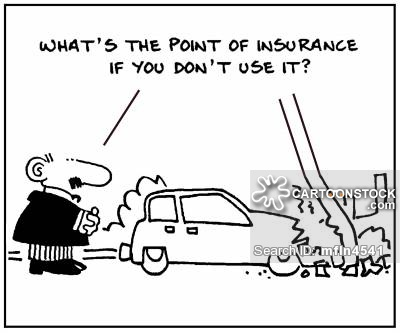 WHAT'S THE POINT OF INSURANCE
IF YOU DON'T USE IT?
CARTOONSTOCK
.com
Search ID: mfln4541